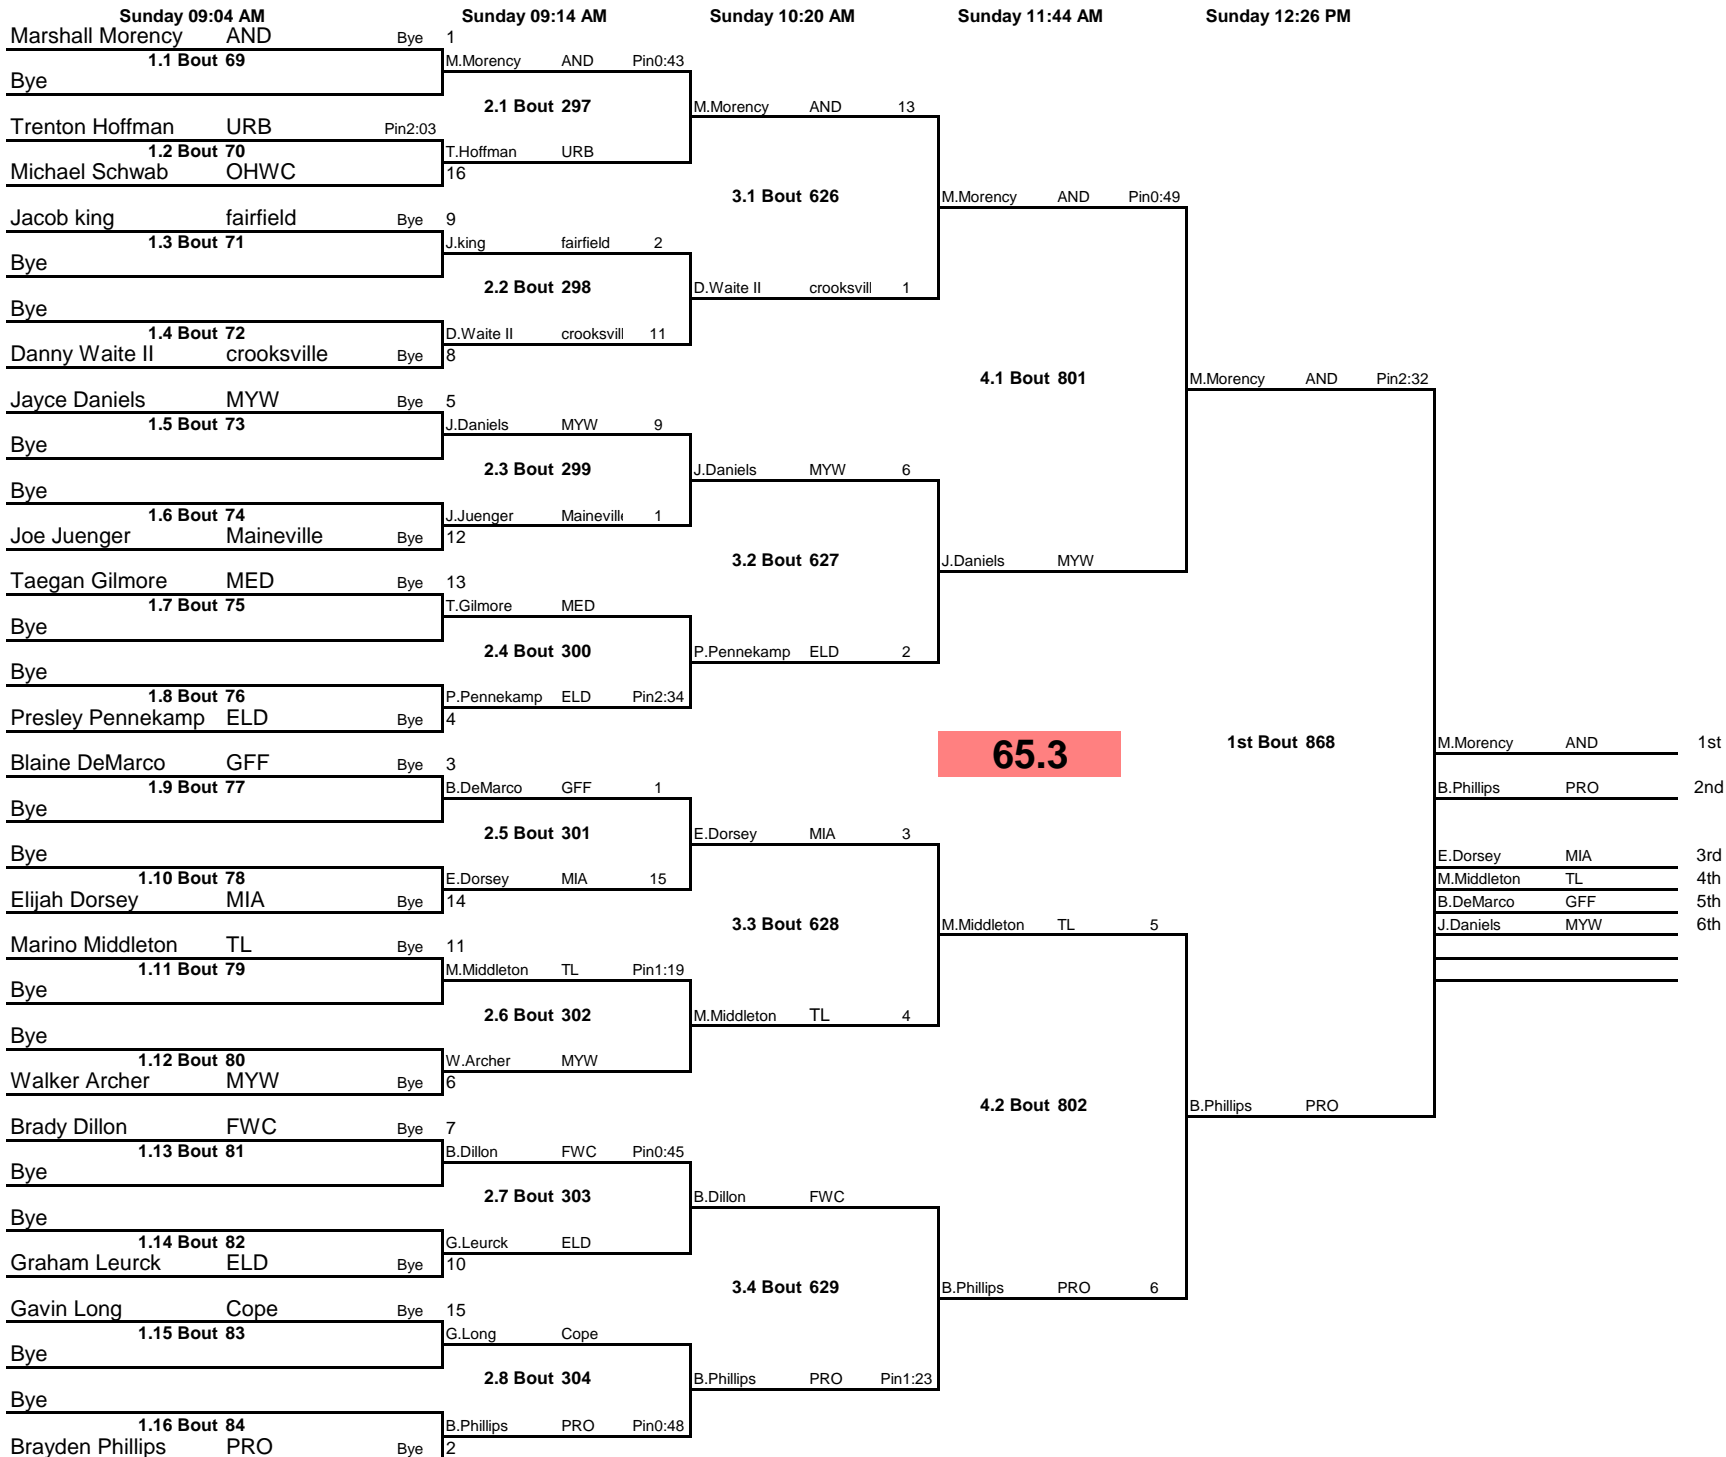 Sunday 09:04 AM Sunday 09:14 AM Sunday 10:20 AM Sunday 11:44 AM Sunday 12:26 PM
Marshall Morency AND Bye 1
1.1 Bout 69 M.Morency AND Pin0:43
Bye
2.1 Bout 297 M.Morency AND 13
Trenton Hoffman URB Pin2:03
1.2 Bout 70 T.Hoffman URB
Michael Schwab OHWC 16
3.1 Bout 626 M.Morency AND Pin0:49
Jacob king fairfield Bye 9
1.3 Bout 71 J.king fairfield 2
Bye
2.2 Bout 298 D.Waite II crooksvil 1
Bye
1.4 Bout 72 D.Waite II crooksvil 11
Danny Waite II crooksville Bye 8
4.1 Bout 801 M.Morency AND Pin2:32
Jayce Daniels MYW Bye 5
1.5 Bout 73 J.Daniels MYW 9
Bye
2.3 Bout 299 J.Daniels MYW 6
Bye
1.6 Bout 74 J.Juenger Mainevill 1
Joe Juenger Maineville Bye 12
3.2 Bout 627 J.Daniels MYW
Taegan Gilmore MED Bye 13
1.7 Bout 75 T.Gilmore MED
Bye
2.4 Bout 300 P.Pennekamp ELD 2
Bye
1.8 Bout 76 P.Pennekamp ELD Pin2:34
Presley Pennekamp ELD Bye 4
65.3 1st Bout 868 M.Morency AND 1st
Blaine DeMarco GFF Bye 3
1.9 Bout 77 B.DeMarco GFF 1 B.Phillips PRO 2nd
Bye
2.5 Bout 301 E.Dorsey MIA 3
Bye E.Dorsey MIA 3rd
1.10 Bout 78 E.Dorsey MIA 15 M.Middleton TL 4th
Elijah Dorsey MIA Bye 14 B.DeMarco GFF 5th
3.3 Bout 628 M.Middleton TL 5 J.Daniels MYW 6th
Marino Middleton TL Bye 11
1.11 Bout 79 M.Middleton TL Pin1:19
Bye
2.6 Bout 302 M.Middleton TL 4
Bye
1.12 Bout 80 W.Archer MYW
Walker Archer MYW Bye 6
4.2 Bout 802 B.Phillips PRO
Brady Dillon FWC Bye 7
1.13 Bout 81 B.Dillon FWC Pin0:45
Bye
2.7 Bout 303 B.Dillon FWC
Bye
1.14 Bout 82 G.Leurck ELD
Graham Leurck ELD Bye 10
3.4 Bout 629 B.Phillips PRO 6
Gavin Long Cope Bye 15
1.15 Bout 83 G.Long Cope
Bye
2.8 Bout 304 B.Phillips PRO Pin1:23
Bye
1.16 Bout 84 B.Phillips PRO Pin0:48
Brayden Phillips PRO Bye 2